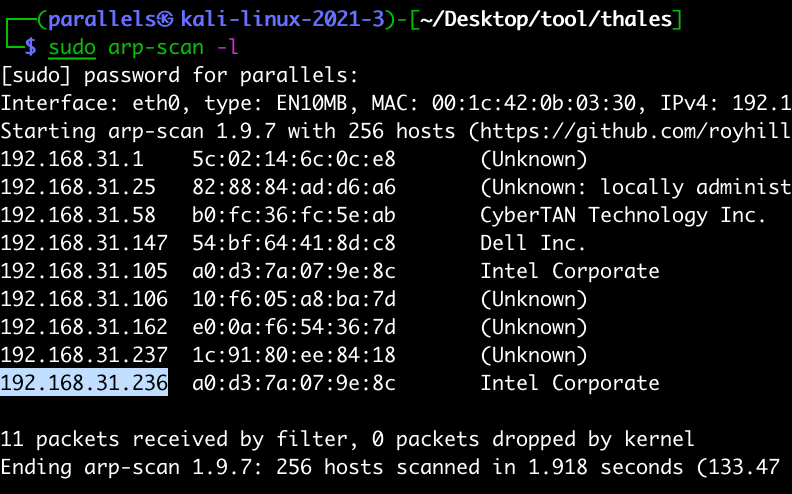 ┌──(parallels㉿kali-linux-2021-3)-[~/Desktop/tool/thales]
└─$ sudo arp-scan -l
[sudo] password for parallels:
Interface: eth0, type: EN10MB, MAC: 00:1c:42:0b:03:30, IPv4: 192.1
Starting arp-scan 1.9.7 with 256 hosts (https://github.com/royhill
192.168.31.1 5c:02:14:6c:0c:e8 (Unknown)
192.168.31.25 82:88:84:ad:d6:a6 (Unknown: locally administ
192.168.31.58 b0:fc:36:fc:5e:ab CyberTAN Technology Inc.
192.168.31.147 54:bf:64:41:8d:c8 Dell Inc.
192.168.31.105 a0:d3:7a:07:9e:8c Intel Corporate
192.168.31.106 10:f6:05:a8:ba:7d (Unknown)
192.168.31.162 e0:0a:f6:54:36:7d (Unknown)
192.168.31.237 1c:91:80:ee:84:18 (Unknown)
192.168.31.236 a0:d3:7a:07:9e:8c Intel Corporate
11 packets received by filter, 0 packets dropped by kernel
Ending arp-scan 1.9.7: 256 hosts scanned in 1.918 seconds (133.47